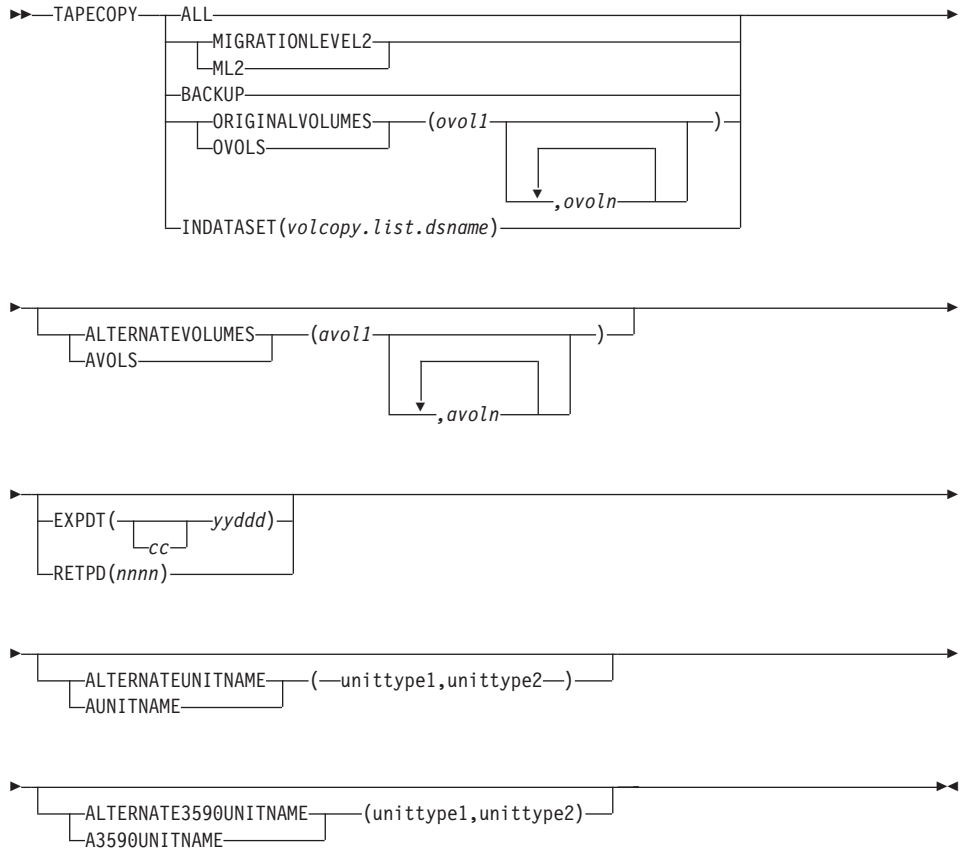 TAPECOPY ALL
MIGRATIONLEVEL2
ML2
BACKUP
ORIGINALVOLUMES (ovol1 )
OVOLS
,ovoln
INDATASET(volcopy.list.dsname)
ALTERNATEVOLUMES (avol1 )
AVOLS
,avoln
EXPDT( yyddd)
cc
RETPD(nnnn)
ALTERNATEUNITNAME ( unittype1,unittype2 )
AUNITNAME
ALTERNATE3590UNITNAME (unittype1,unittype2)
A3590UNITNAME